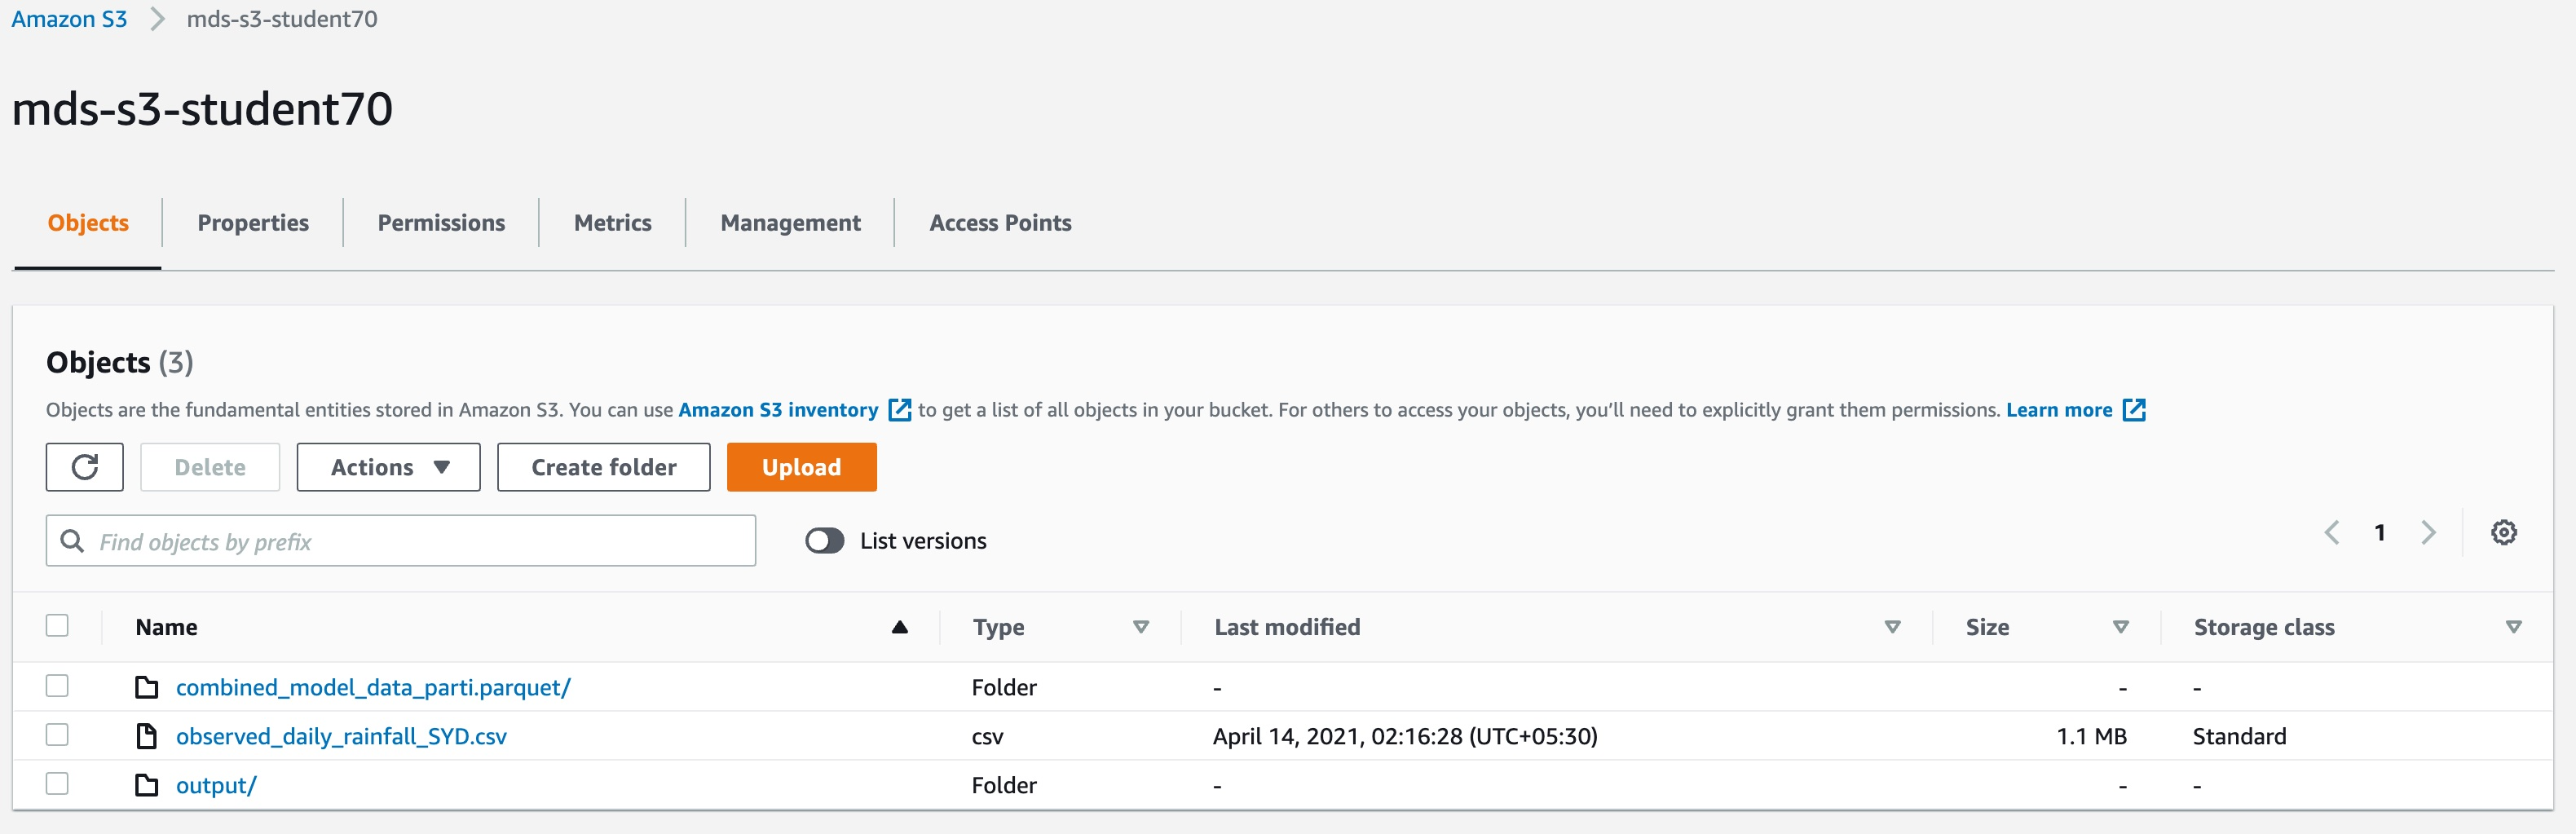 Amazon S3 > mds-s3-student70
mds-s3-student70
Objects Properties Permissions Metrics Management Access Points
Objects (3)
Objects are the fundamental entities stored in Amazon S3. You can use Amazon S3 inventory to get a list of all objects in your bucket. For others to access your objects, you'll need to explicitly grant them permissions. Learn more
Delete Actions Create folder Upload
Find objects by prefix List versions 1
Name Type Last modified Size Storage class
combined_model_data_parti.parquet/ Folder - - -
observed_daily_rainfall_SYD.csv csv April 14, 2021, 02:16:28 (UTC+05:30) 1.1 MB Standard
output/ Folder - - -